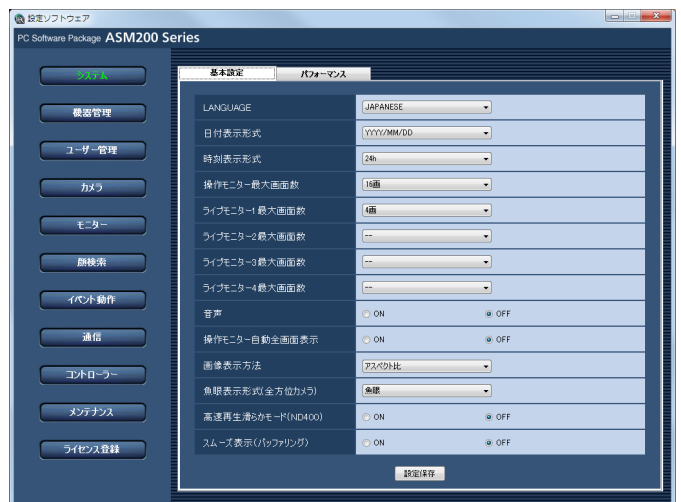 設定ソフトウェア
PC Software Package ASM200 Series
システム
機器管理
ユーザー管理
カメラ
モニター
顔検索
イベント動作
通信
コントローラー
メンテナンス
ライセンス登録
基本設定 パフォーマンス
LANGUAGE JAPANESE
日付表示形式 YYYY/MM/DD
時刻表示形式 24h
操作モニター最大画面数 16画
ライブモニター1最大画面数 4画
ライブモニター2最大画面数 --
ライブモニター3最大画面数 --
ライブモニター4最大画面数 --
音声 ON OFF
操作モニター自動全画面表示 ON OFF
画像表示方法 アスペクト比
魚眼表示形式(全方位カメラ) 魚眼
高速再生滑らかモード(ND400) ON OFF
スムーズ表示(バッファリング) ON OFF
設定保存